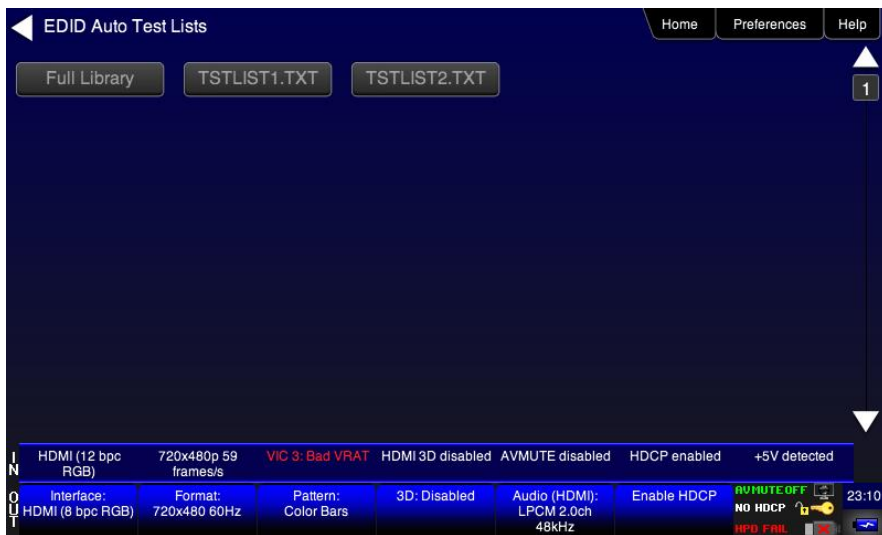 EDID Auto Test Lists
Home
Preferences
Help
Full Library
TSTLIST1.TXT
TSTLIST2.TXT
1
IN
HDMI (12 bpc
RGB)
720x480p 59
frames/s
VIC 3: Bad VRAT
HDMI 3D disabled
AVMUTE disabled
HDCP enabled
+5V detected
OUT
Interface:
HDMI (8 bpc RGB)
Format:
720x480 60Hz
Pattern:
Color Bars
3D: Disabled
Audio (HDMI):
LPCM 2.0ch
48kHz
Enable HDCP
AVMUTE OFF
NO HDCP
HPD FAIL
23:10